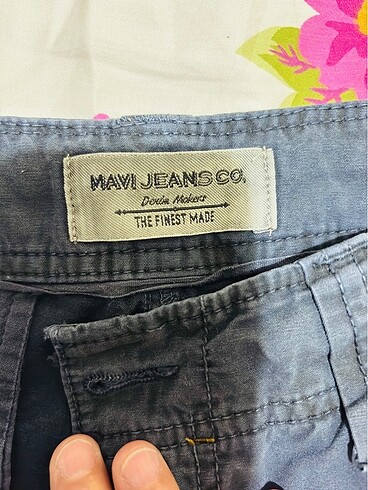 MAVI JEANS CO.
Denim Makers
THE FINEST MADE